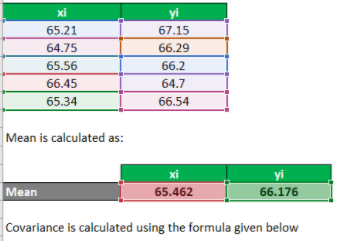 xi yi
65.21 67.15
64.75 66.29
65.56 66.2
66.45 64.7
65.34 66.54
Mean is calculated as:
xi yi
Mean 65.462 66.176
Covariance is calculated using the formula given below